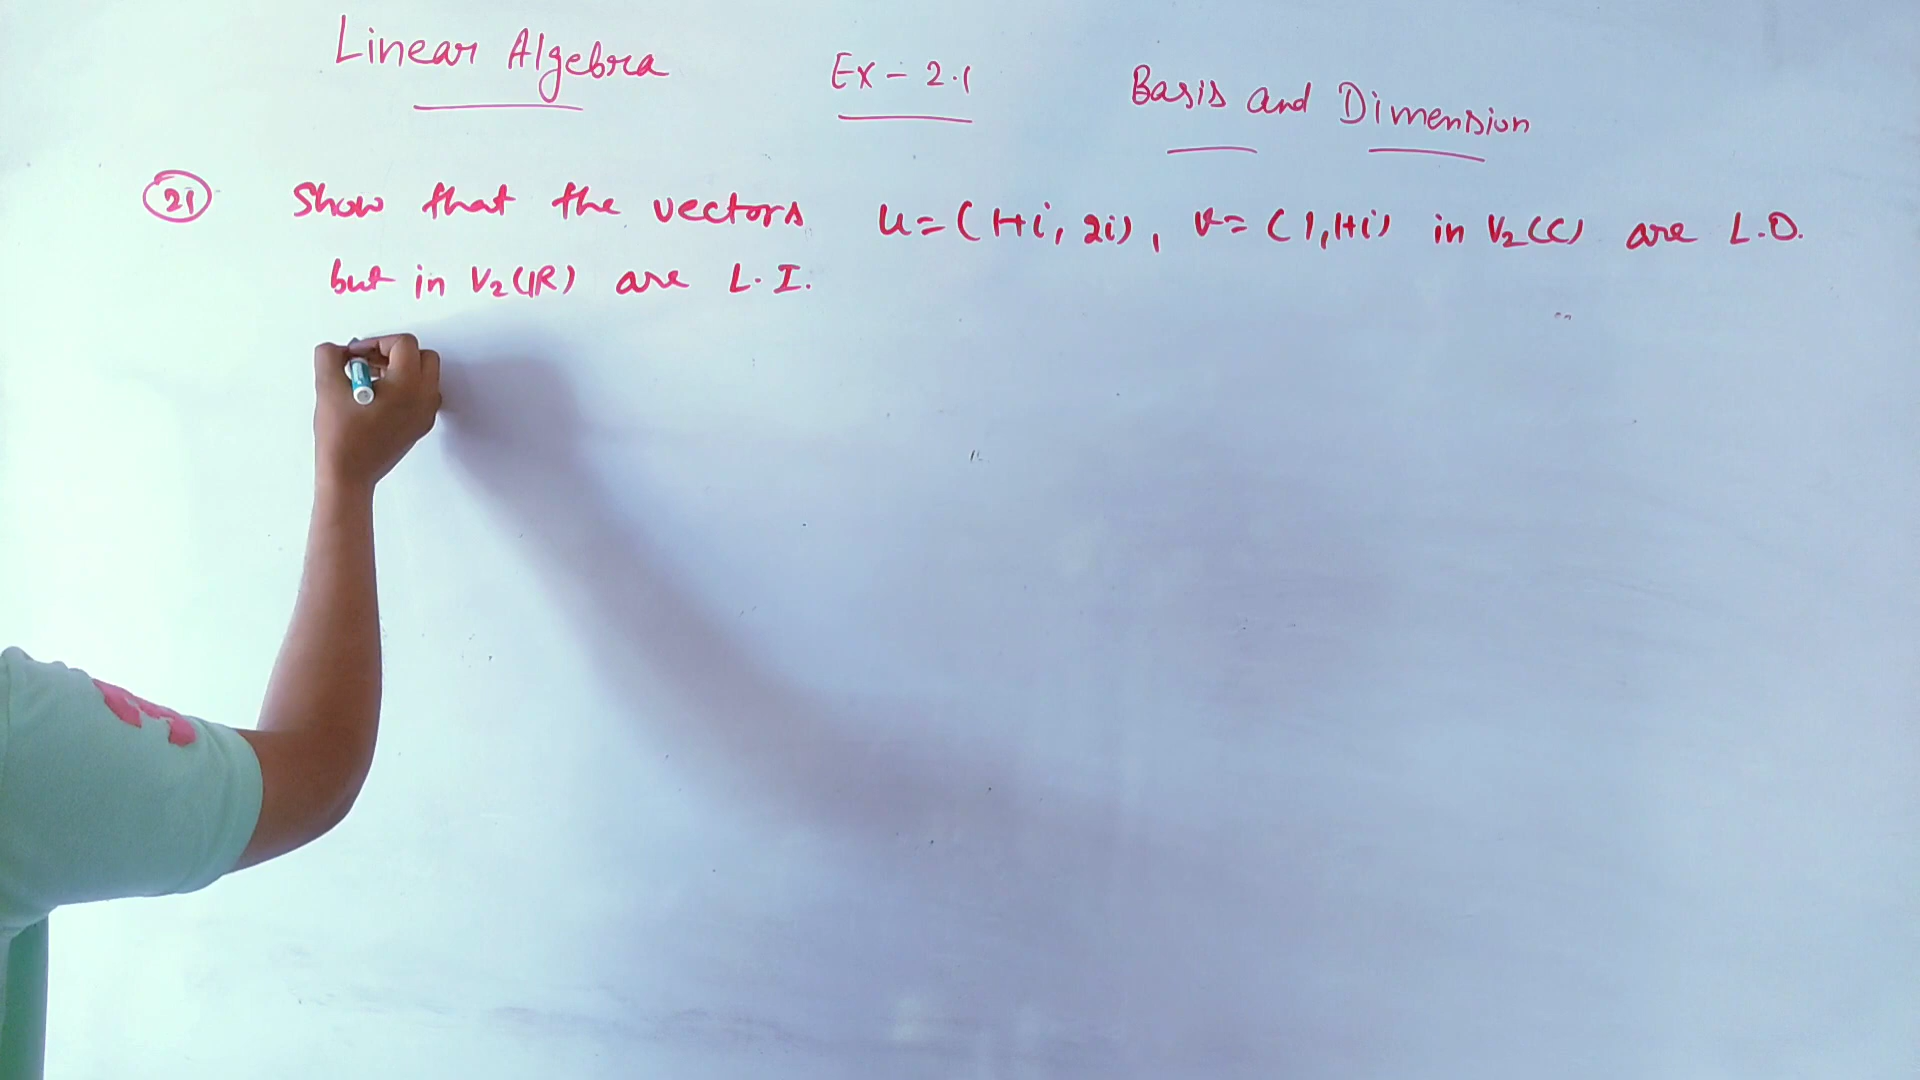 Linear Algebra Ex - 2.1 Basis and Dimension
21 Show that the vectors u = (1+i, 2i), v = (1, 1+i) in V₂(C) are L.D.
but in V₂(IR) are L.I.